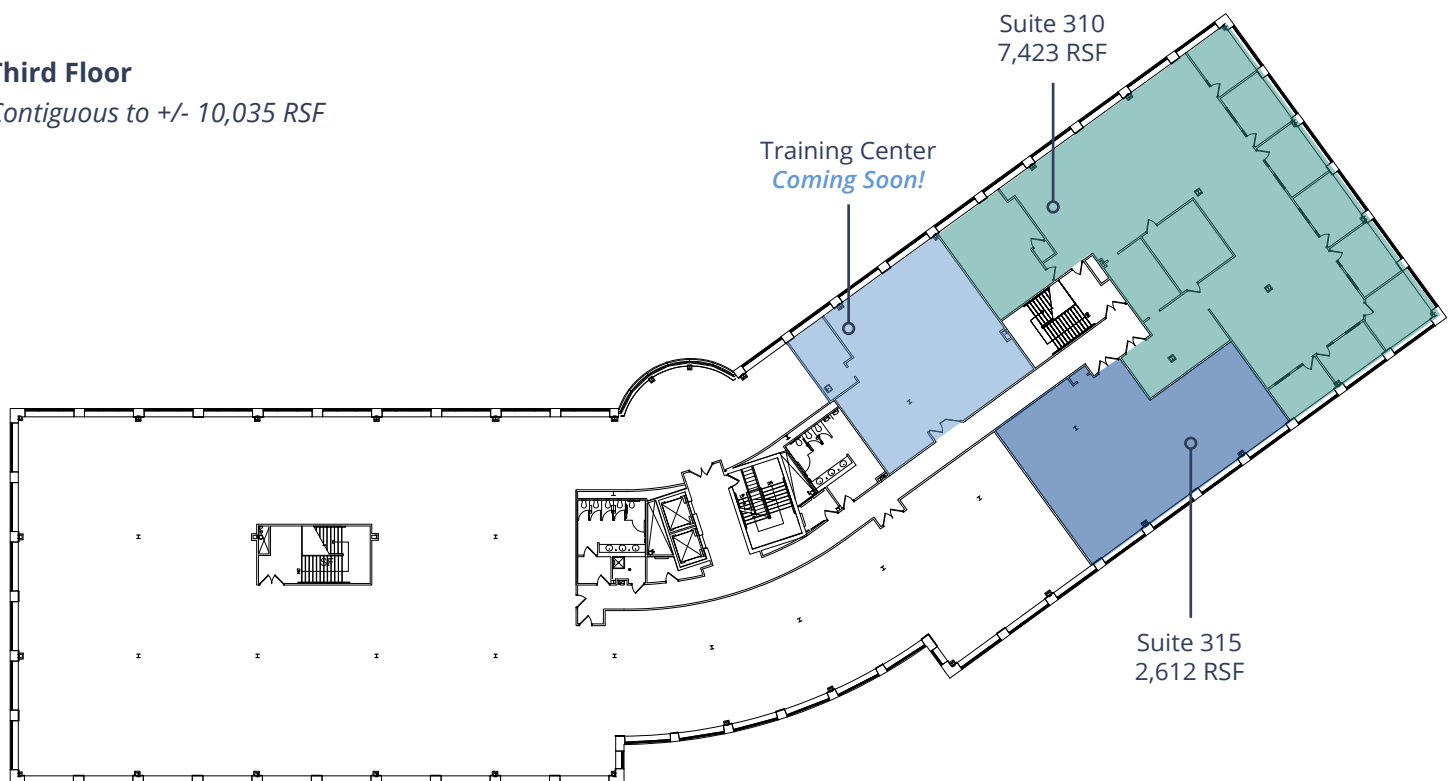 Third Floor
Contiguous to +/- 10,035 RSF
Suite 310
7,423 RSF
Training Center
Coming Soon!
Suite 315
2,612 RSF